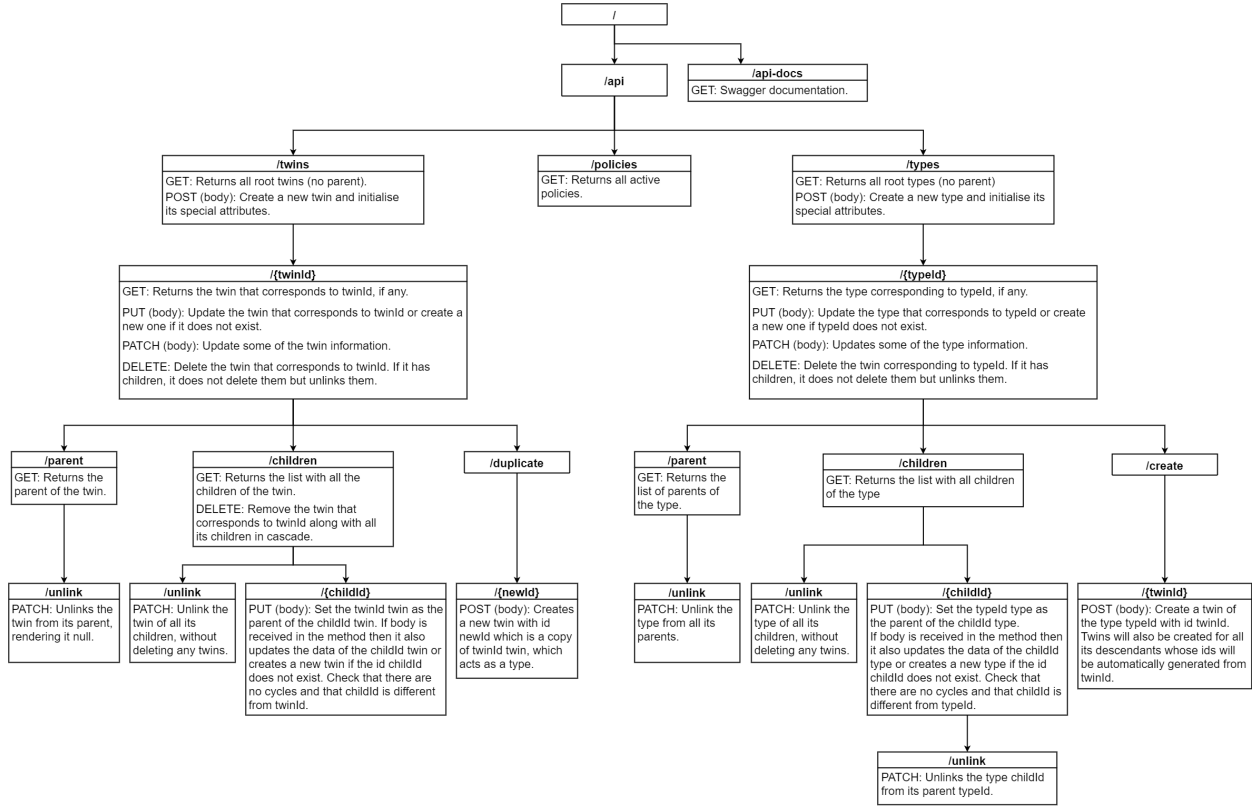 /
/api
/api-docs
GET: Swagger documentation.
/twins
GET: Returns all root twins (no parent).
POST (body): Create a new twin and initialise
its special attributes.
/policies
GET: Returns all active
policies.
/types
GET: Returns all root types (no parent)
POST (body): Create a new type and initialise its
special attributes.
/{twinId}
GET: Returns the twin that corresponds to twinId, if any.
PUT (body): Update the twin that corresponds to twinId or create a
new one if it does not exist.
PATCH (body): Update some of the twin information.
DELETE: Delete the twin that corresponds to twinId. If it has
children, it does not delete them but unlinks them.
/{typeId}
GET: Returns the type corresponding to typeId, if any.
PUT (body): Update the type that corresponds to typeId or create
a new one if typeId does not exist.
PATCH (body): Updates some of the type information.
DELETE: Delete the twin corresponding to typeId. If it has
children, it does not delete them but unlinks them.
/parent
GET: Returns the
parent of the twin.
/children
GET: Returns the list with all the
children of the twin.
DELETE: Remove the twin that
corresponds to twinId along with all
its children in cascade.
/duplicate
/parent
GET: Returns the
list of parents of
the type.
/children
GET: Returns the list with all children
of the type
/create
/unlink
PATCH: Unlinks the
twin from its parent,
rendering it null.
/unlink
PATCH: Unlink the
twin of all its
children, without
deleting any twins.
/{childId}
PUT (body): Set the twinId twin as the
parent of the childId twin. If body is
received in the method then it also
updates the data of the childId twin or
creates a new twin if the id childId
does not exist. Check that there are
no cycles and that childId is different
from twinId.
/{newId}
POST (body): Creates
a new twin with id
newId which is a copy
of twinId twin, which
acts as a type.
/unlink
PATCH: Unlink the
type from all its
parents.
/unlink
PATCH: Unlink the
type of all its
children, without
deleting any twins.
/{childId}
PUT (body): Set the typeId type as
the parent of the childId type.
If body is received in the method then
it also updates the data of the childId
type or creates a new type if the id
childId does not exist. Check that
there are no cycles and that childId is
different from typeId.
/{twinId}
POST (body): Create a twin of
the type typeId with id twinId.
Twins will also be created for all
its descendants whose ids will
be automatically generated from
twinId.
/unlink
PATCH: Unlinks the type childId
from its parent typeId.